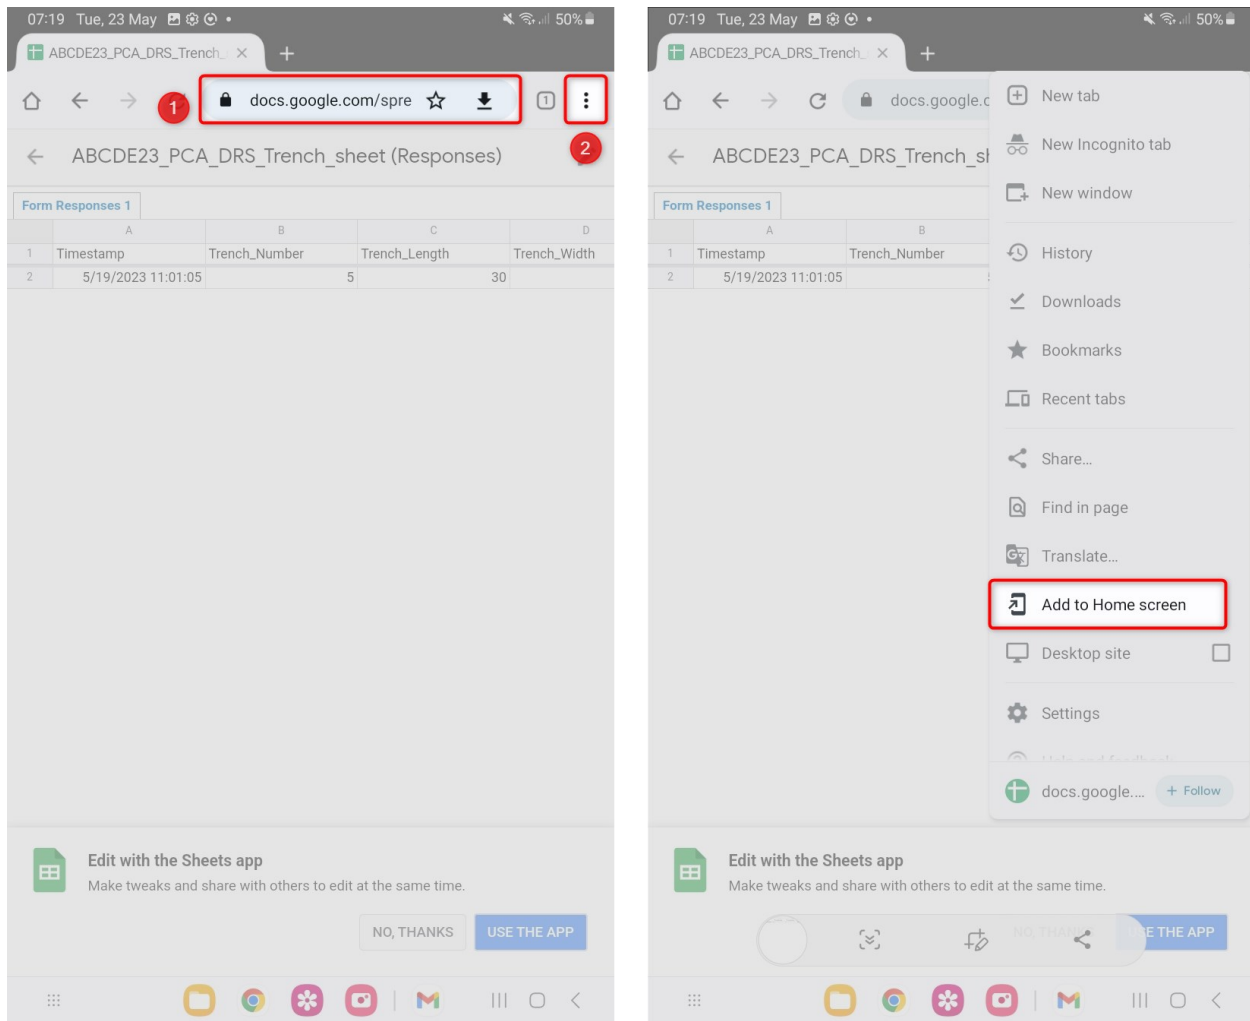 07:19 Tue, 23 May
50%
ABCDE23_PCA_DRS_Trench_
docs.google.com/spre
1
1
2
ABCDE23_PCA_DRS_Trench_sheet (Responses)
Form Responses 1
A B C D
1 Timestamp Trench_Number Trench_Length Trench_Width
2 5/19/2023 11:01:05 5 30
Edit with the Sheets app
Make tweaks and share with others to edit at the same time.
NO, THANKS USE THE APP
07:19 Tue, 23 May
50%
ABCDE23_PCA_DRS_Trench_
docs.google.c
ABCDE23_PCA_DRS_Trench_sh
Form Responses 1
A B
1 Timestamp Trench_Number
2 5/19/2023 11:01:05
New tab
New Incognito tab
New window
History
Downloads
Bookmarks
Recent tabs
Share...
Find in page
Translate...
Add to Home screen
Desktop site
Settings
docs.google.... + Follow
Edit with the Sheets app
Make tweaks and share with others to edit at the same time.
E THE APP